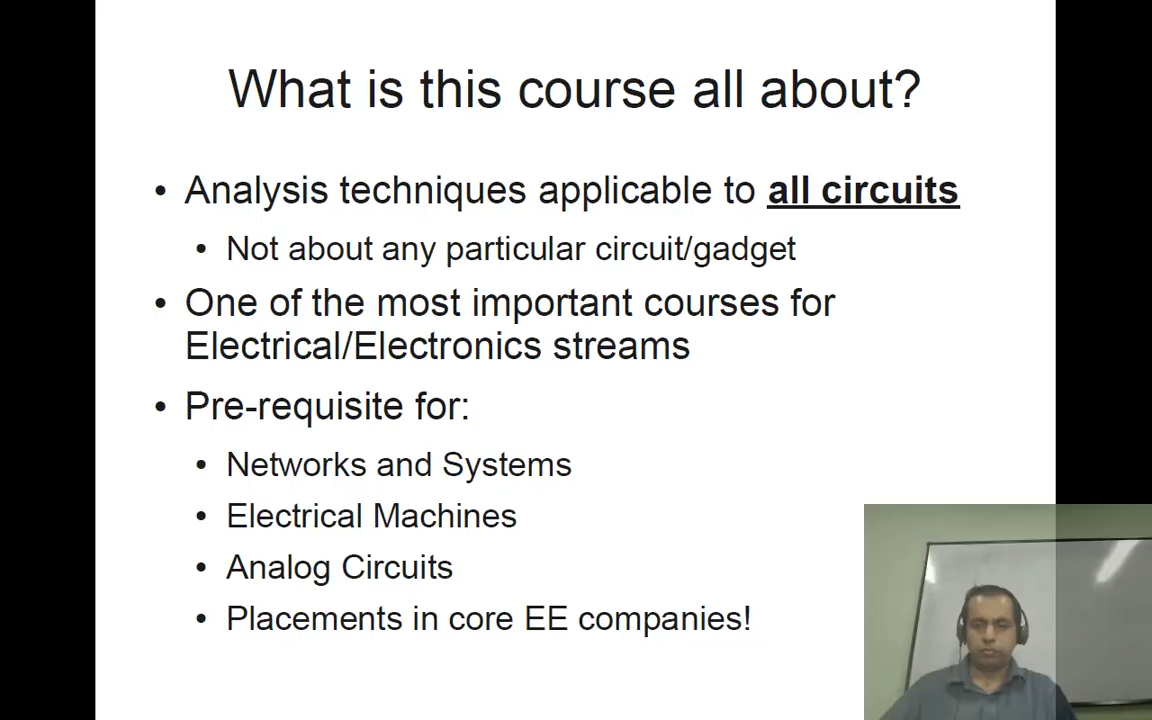 What is this course all about?
• Analysis techniques applicable to all circuits
• Not about any particular circuit/gadget
• One of the most important courses for
Electrical/Electronics streams
• Pre-requisite for:
• Networks and Systems
• Electrical Machines
• Analog Circuits
• Placements in core EE companies!